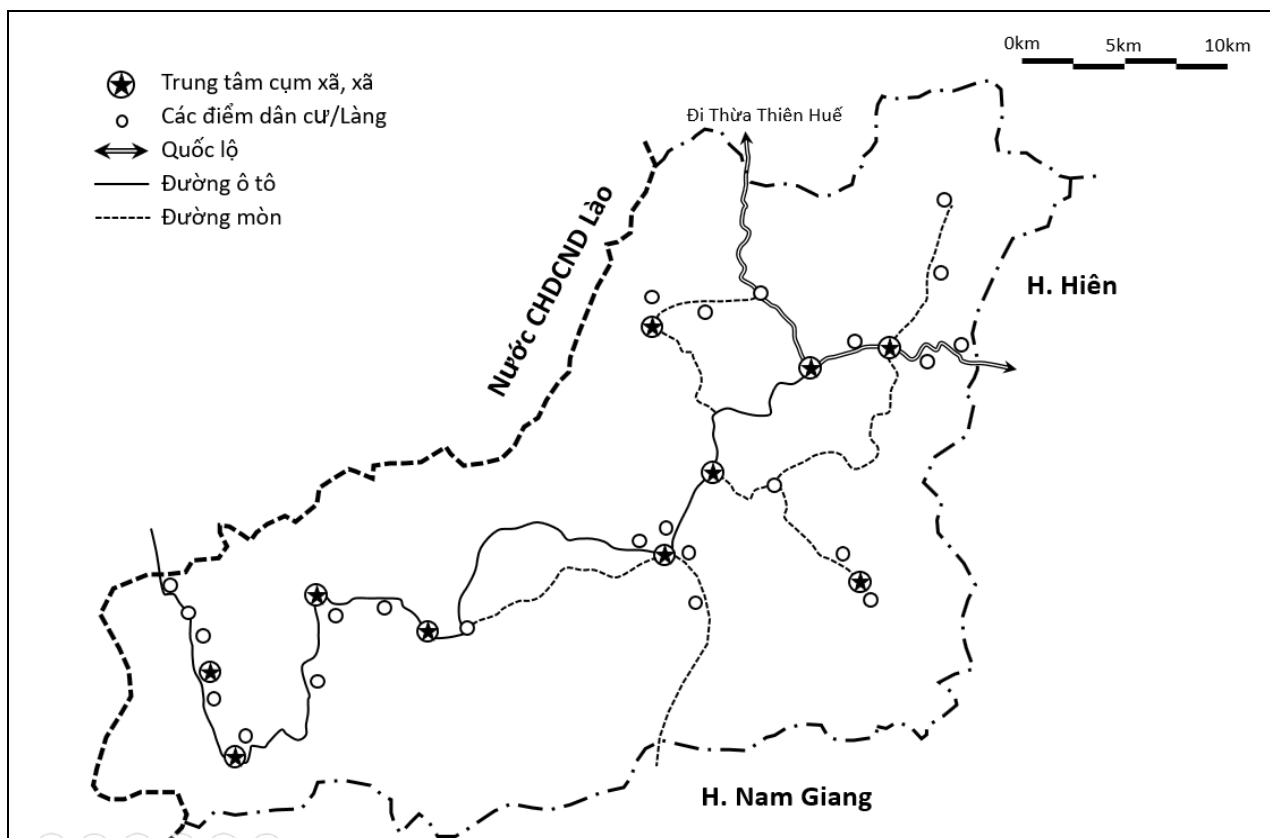 0km 5km 10km
Trung tâm cụm xã, xã
Các điểm dân cư/Làng
Quốc lộ
Đường ô tô
Đường mòn
Đi Thừa Thiên Huế
Nước CHDCND Lào
H. Hiên
H. Nam Giang